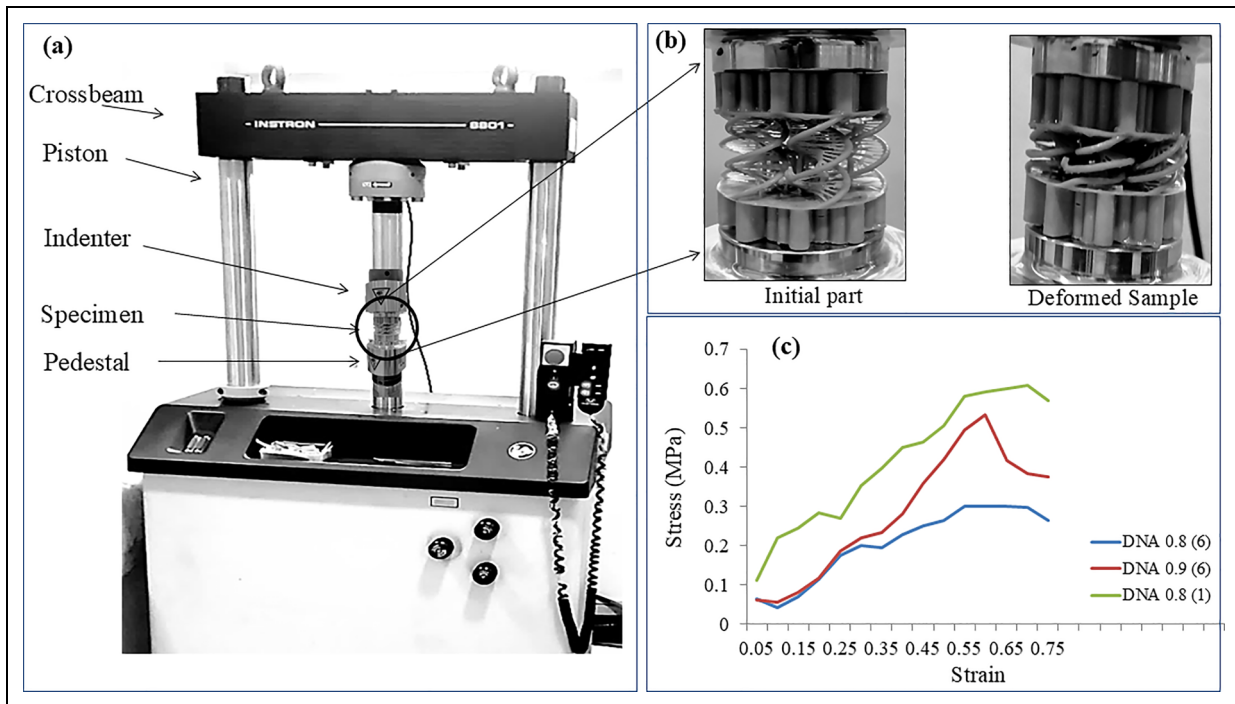 (a)
Crossbeam
Piston
Indenter
Specimen
Pedestal
- INSTRON
8801 -
(b)
Initial part
Deformed Sample
(c)
Stress (MPa)
0.7
0.6
0.5
0.4
0.3
0.2
0.1
0
0.05 0.15 0.25 0.35 0.45 0.55 0.65 0.75
Strain
DNA 0.8 (6)
DNA 0.9 (6)
DNA 0.8 (1)